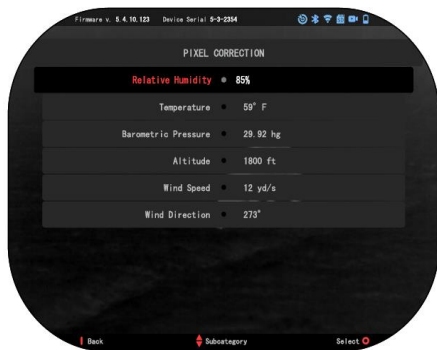 Firmware v. 5.4.10.123 Device Serial 5-3-2354
PIXEL CORRECTION
Relative Humidity 85%
Temperature 59° F
Barometric Pressure 29.92 hg
Altitude 1800 ft
Wind Speed 12 yd/s
Wind Direction 273°
Back Subcategory Select